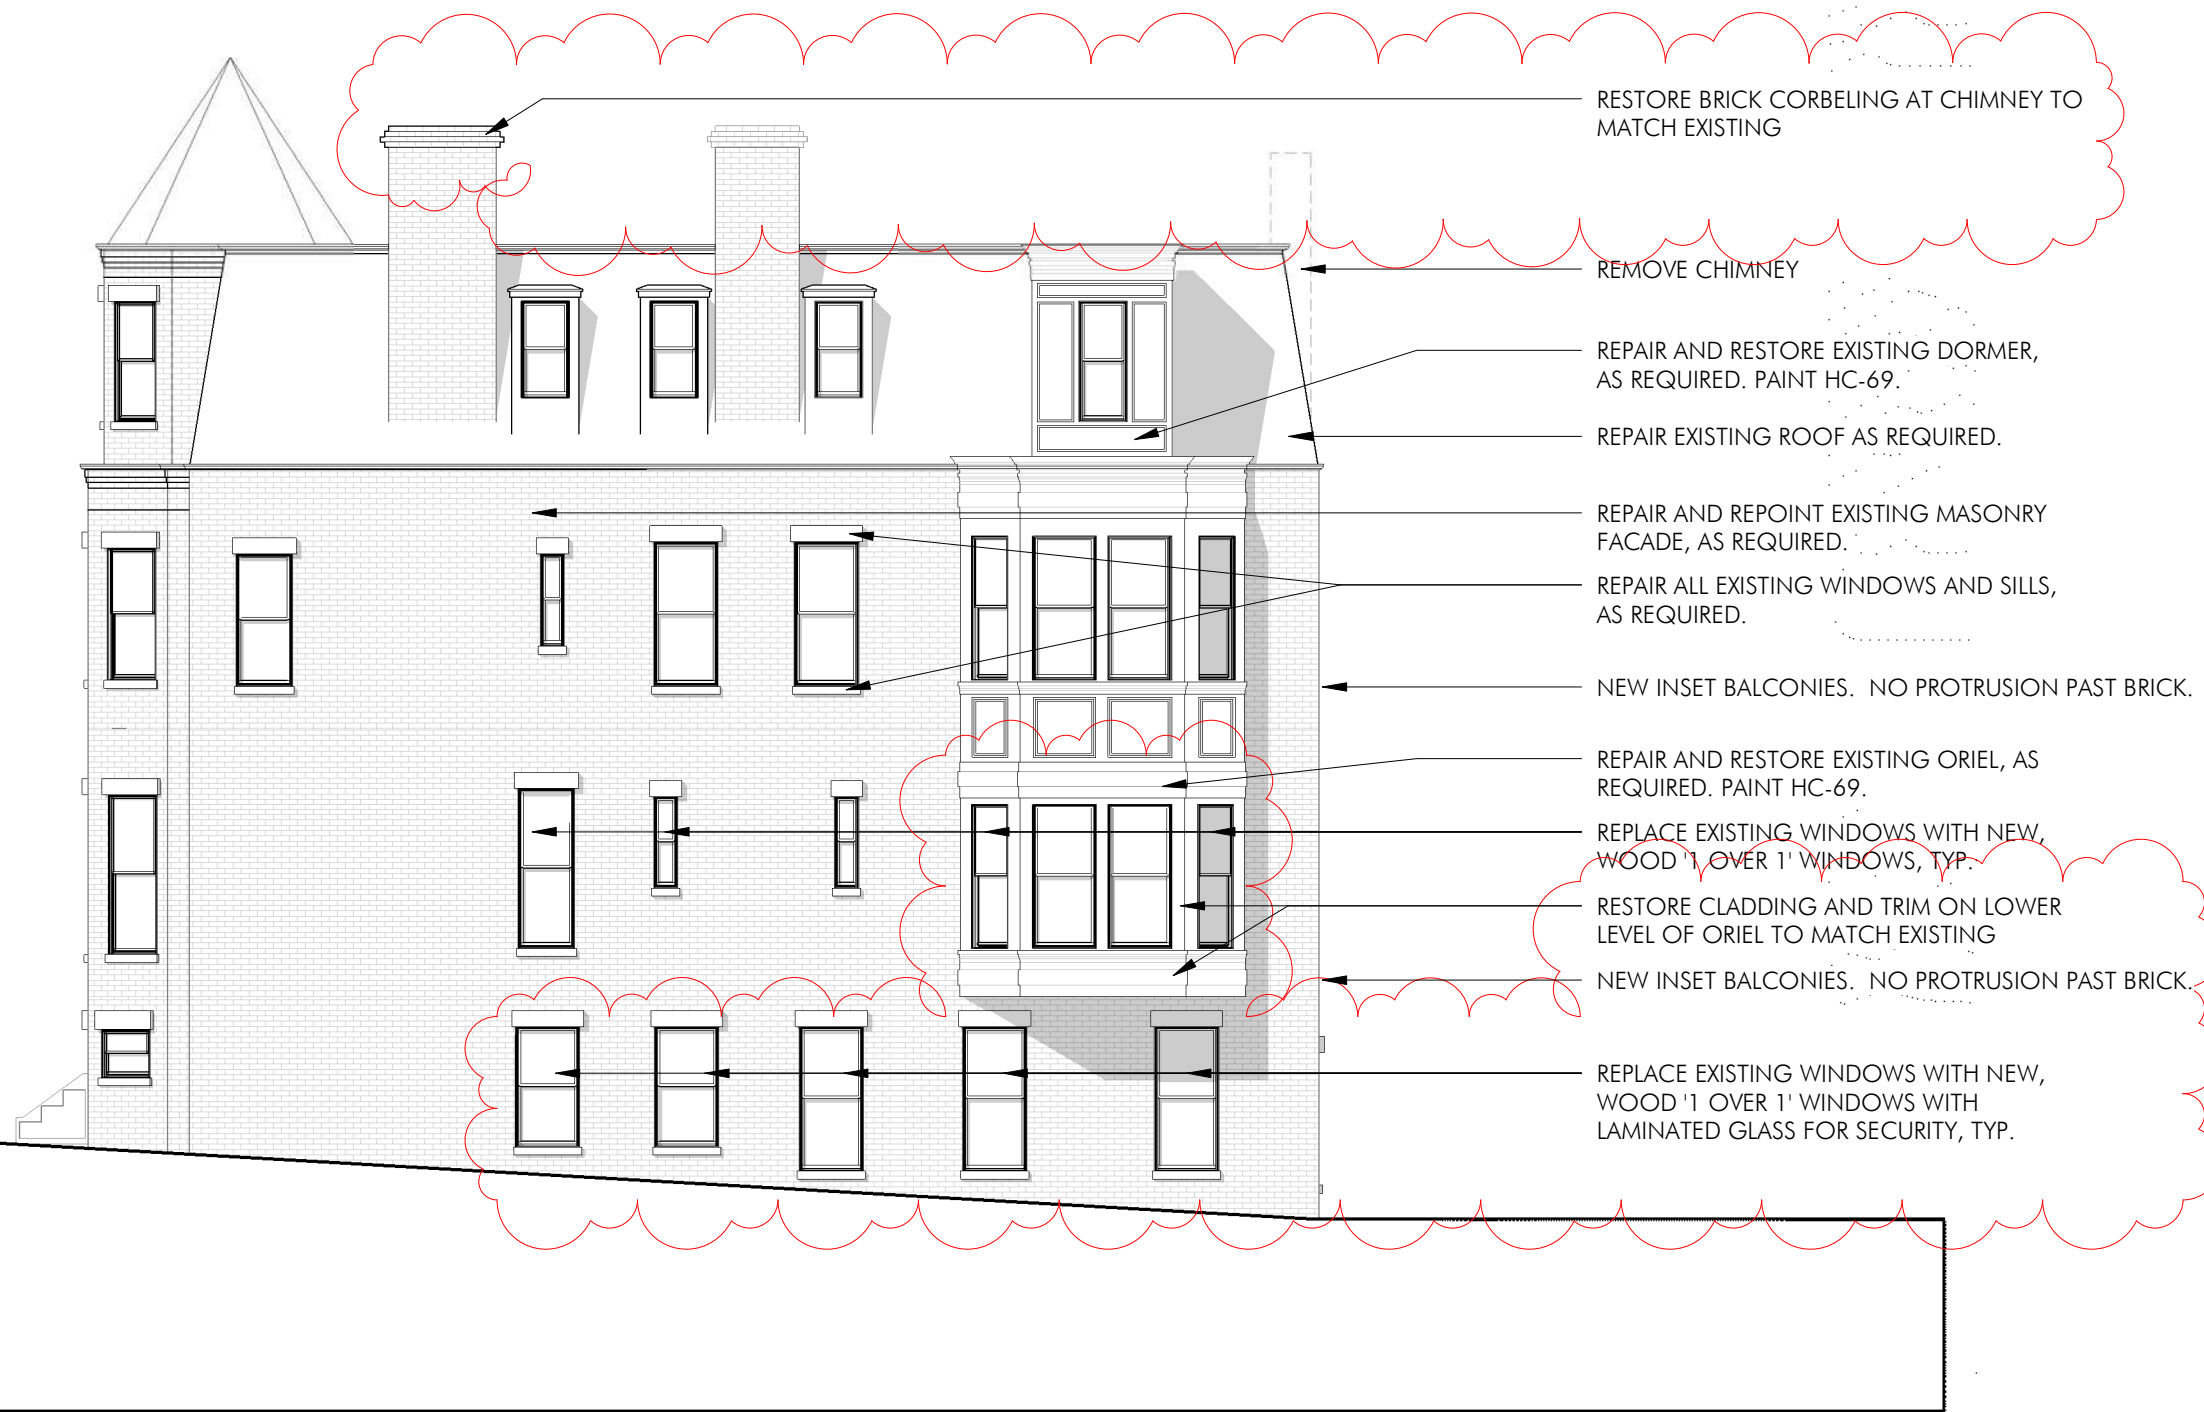 RESTORE BRICK CORBELING AT CHIMNEY TO
MATCH EXISTING
REMOVE CHIMNEY
REPAIR AND RESTORE EXISTING DORMER,
AS REQUIRED. PAINT HC-69.
REPAIR EXISTING ROOF AS REQUIRED.
REPAIR AND REPOINT EXISTING MASONRY
FACADE, AS REQUIRED.
REPAIR ALL EXISTING WINDOWS AND SILLS,
AS REQUIRED.
NEW INSET BALCONIES. NO PROTRUSION PAST BRICK.
REPAIR AND RESTORE EXISTING ORIEL, AS
REQUIRED. PAINT HC-69.
REPLACE EXISTING WINDOWS WITH NEW,
WOOD '1 OVER 1' WINDOWS, TYP.
RESTORE CLADDING AND TRIM ON LOWER
LEVEL OF ORIEL TO MATCH EXISTING
NEW INSET BALCONIES. NO PROTRUSION PAST BRICK.
REPLACE EXISTING WINDOWS WITH NEW,
WOOD '1 OVER 1' WINDOWS WITH
LAMINATED GLASS FOR SECURITY, TYP.